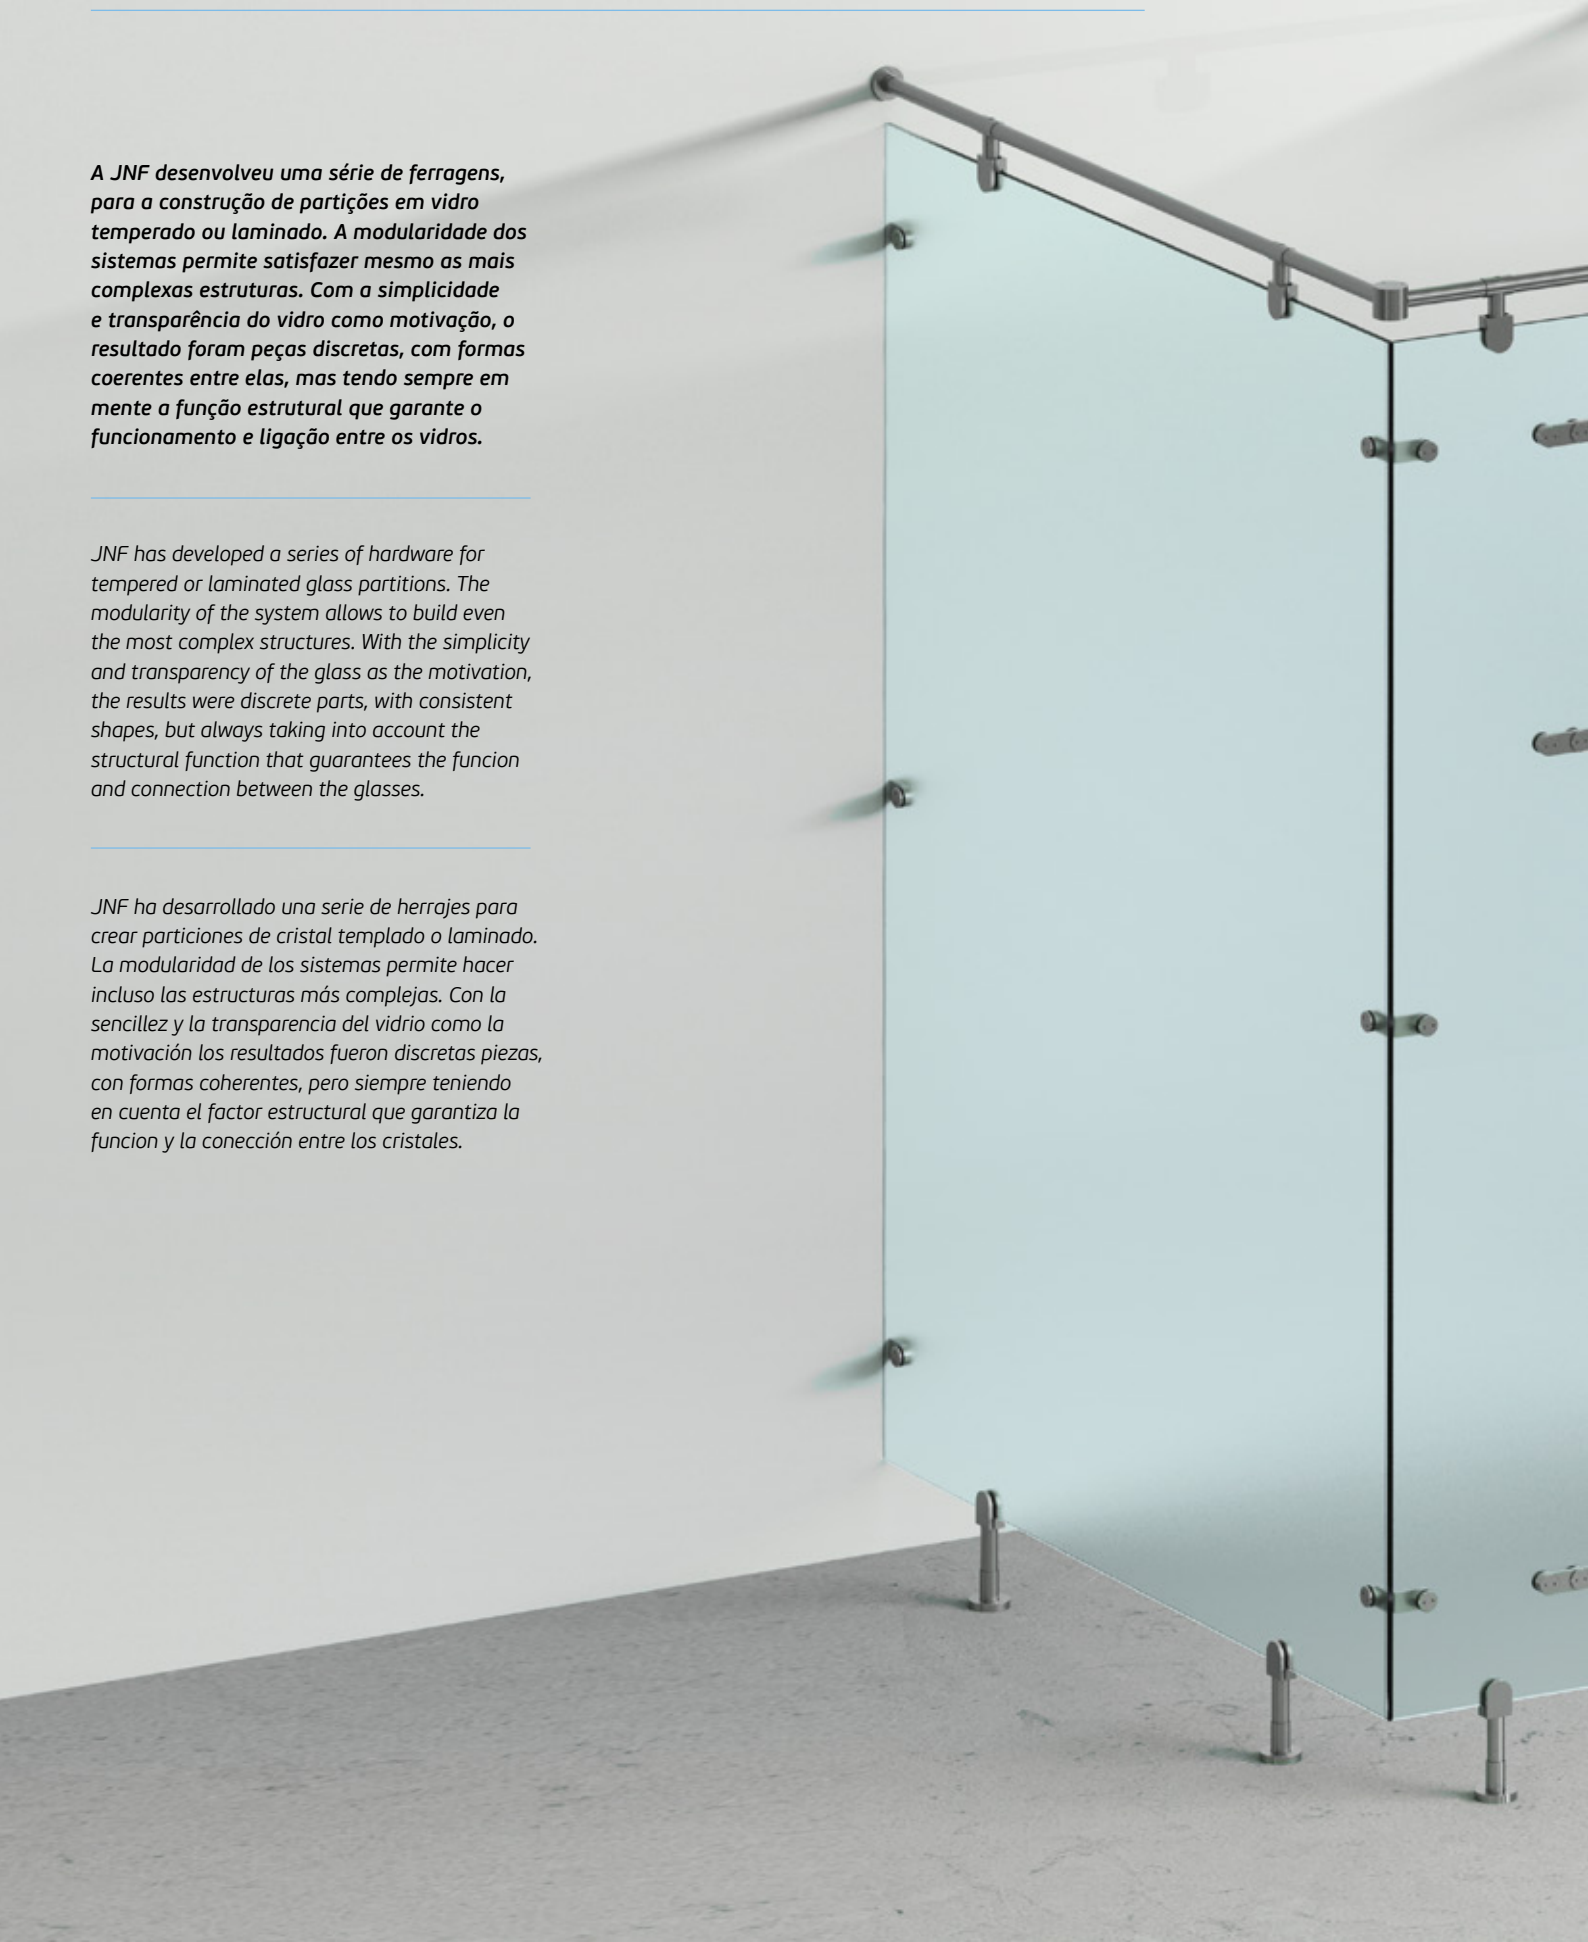 A JNF desenvolveu uma série de ferragens,
para a construção de partições em vidro
temperado ou laminado. A modularidade dos
sistemas permite satisfazer mesmo as mais
complexas estruturas. Com a simplicidade
e transparência do vidro como motivação, o
resultado foram peças discretas, com formas
coerentes entre elas, mas tendo sempre em
mente a função estrutural que garante o
funcionamento e ligação entre os vidros.
JNF has developed a series of hardware for
tempered or laminated glass partitions. The
modularity of the system allows to build even
the most complex structures. With the simplicity
and transparency of the glass as the motivation,
the results were discrete parts, with consistent
shapes, but always taking into account the
structural function that guarantees the funcion
and connection between the glasses.
JNF ha desarrollado una serie de herrajes para
crear particiones de cristal templado o laminado.
La modularidad de los sistemas permite hacer
incluso las estructuras más complejas. Con la
sencillez y la transparencia del vidrio como la
motivación los resultados fueron discretas piezas,
con formas coherentes, pero siempre teniendo
en cuenta el factor estructural que garantiza la
funcion y la conección entre los cristales.